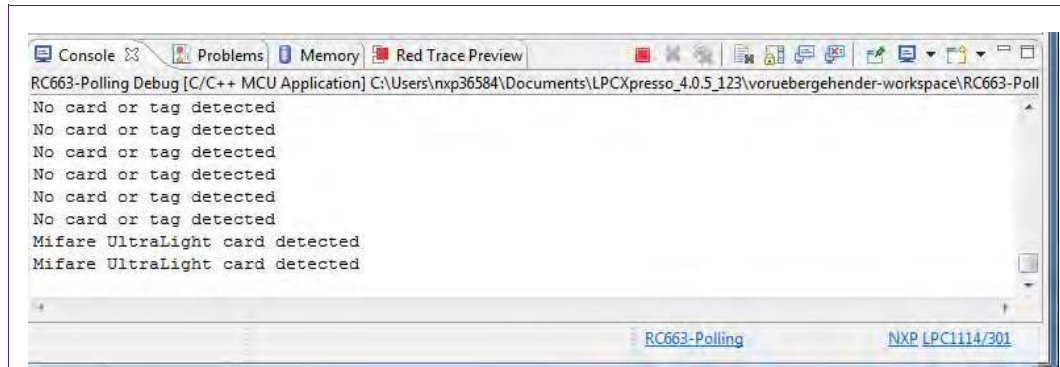 Console Problems Memory Red Trace Preview
RC663-Polling Debug [C/C++ MCU Application] C:\Users\nxp36584\Documents\LPCXpresso_4.0.5_123\voruebergehender-workspace\RC663-Poll
No card or tag detected
No card or tag detected
No card or tag detected
No card or tag detected
No card or tag detected
No card or tag detected
Mifare UltraLight card detected
Mifare UltraLight card detected
RC663-Polling NXP LPC1114/301